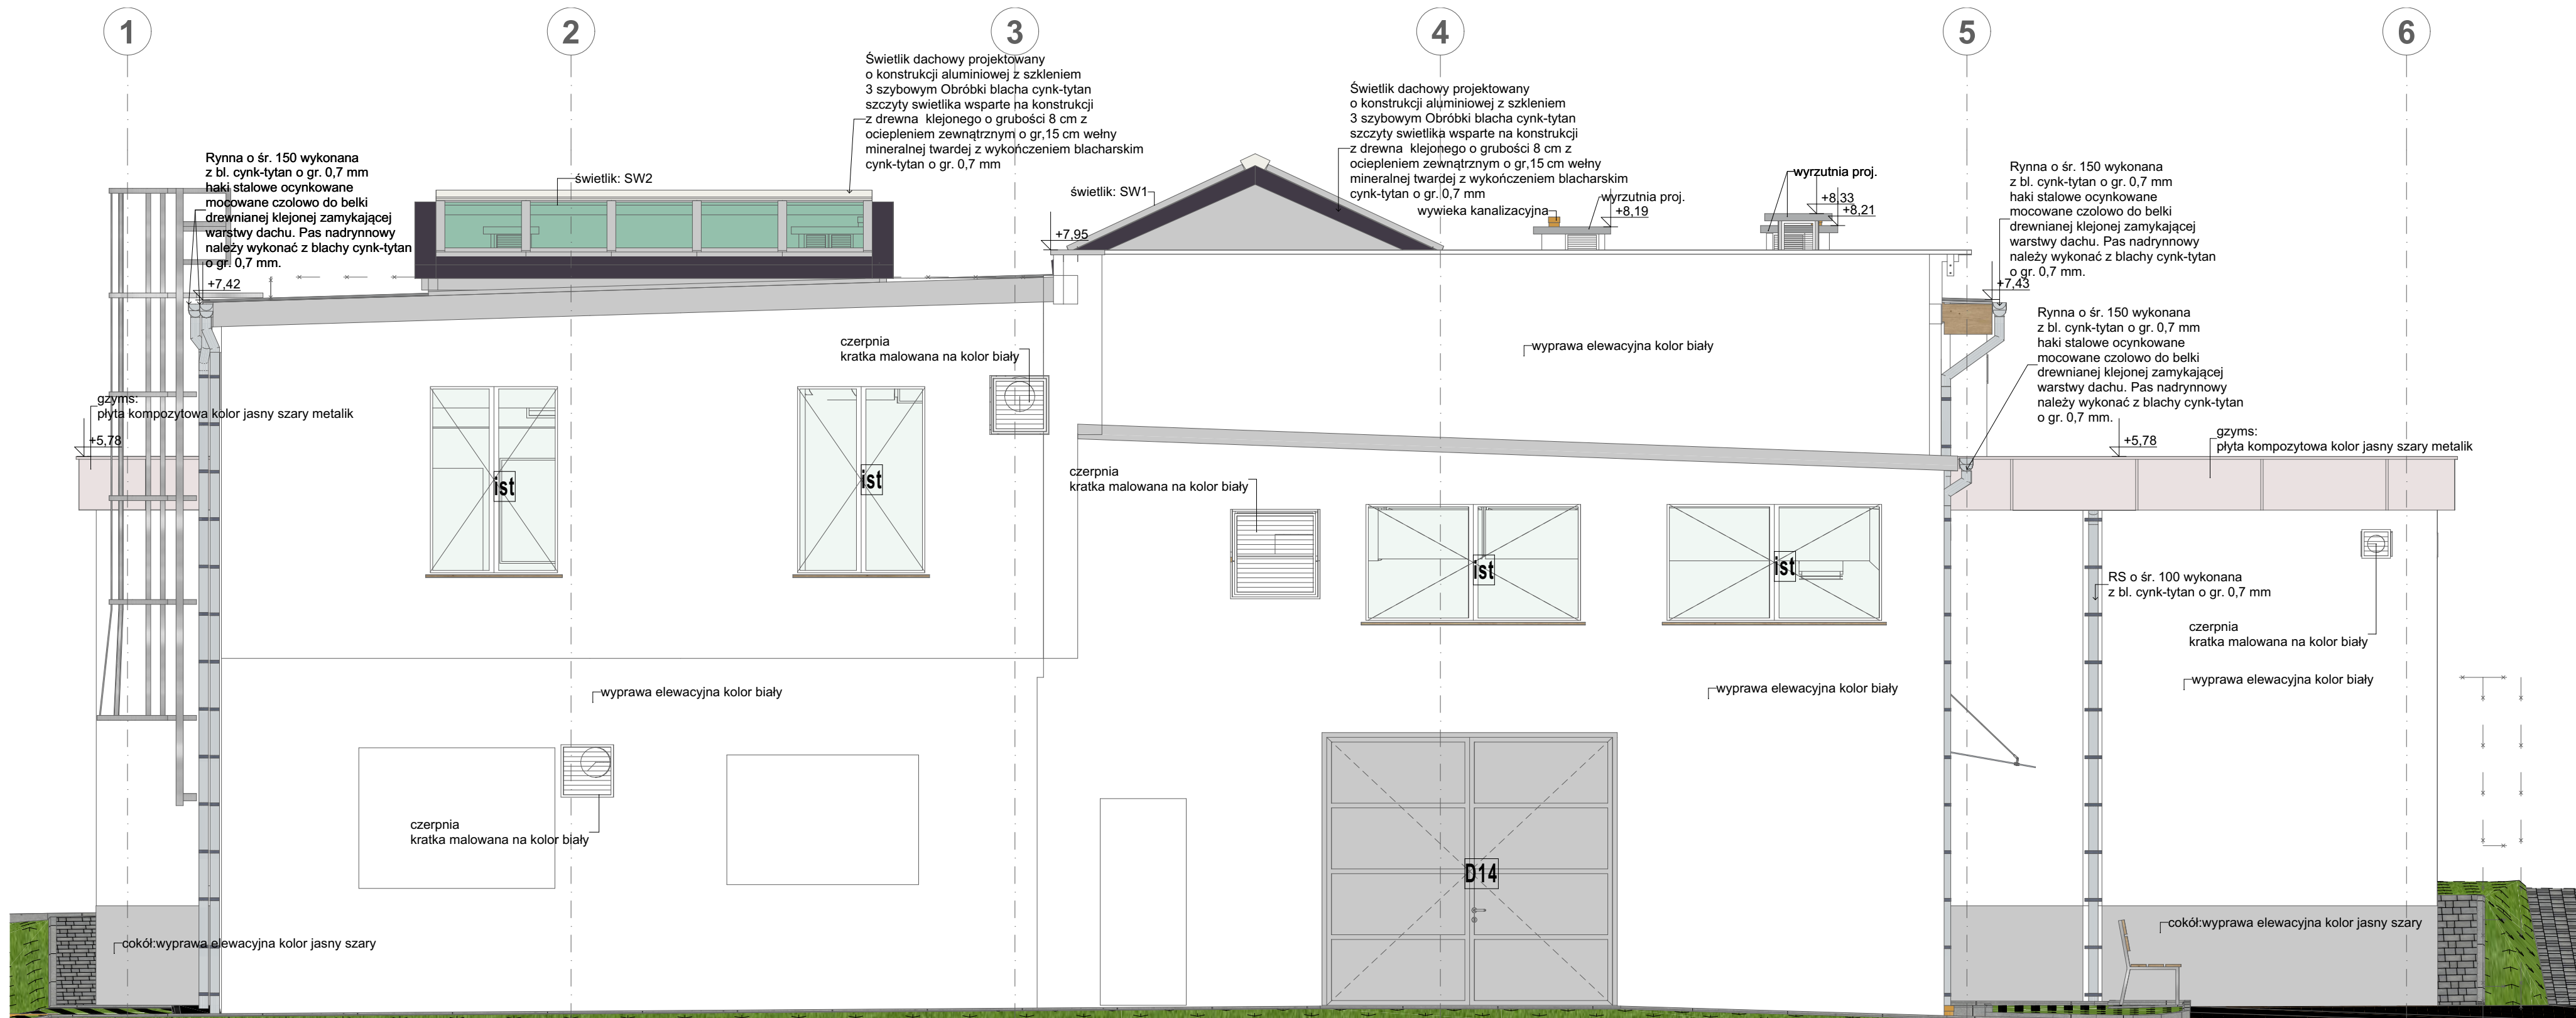 1
2
3
4
5
6
Świetlik dachowy projektowany
o konstrukcji aluminiowej z szkleniem
3 szybowym Obróbki blacha cynk-tytan
szczyty swietlika wsparte na konstrukcji
z drewna klejonego o grubości 8 cm z
ociepleniem zewnątrznym o gr,15 cm wełny
mineralnej twardej z wykończeniem blacharskim
cynk-tytan o gr. 0,7 mm
Świetlik dachowy projektowany
o konstrukcji aluminiowej z szkleniem
3 szybowym Obróbki blacha cynk-tytan
szczyty swietlika wsparte na konstrukcji
z drewna klejonego o grubości 8 cm z
ociepleniem zewnątrznym o gr,15 cm wełny
mineralnej twardej z wykończeniem blacharskim
cynk-tytan o gr. 0,7 mm
Rynna o śr. 150 wykonana
z bl. cynk-tytan o gr. 0,7 mm
haki stalowe ocynkowane
mocowane czolowo do belki
drewnianej klejonej zamykającej
warstwy dachu. Pas nadrynnowy
należy wykonać z blachy cynk-tytan
o gr. 0,7 mm.
+7,42
świetlik: SW2
świetlik: SW1
+7,95
wywieka kanalizacyjna
wyrzutnia proj.
+8,19
wyrzutnia proj.
+8,33
+8,21
Rynna o śr. 150 wykonana
z bl. cynk-tytan o gr. 0,7 mm
haki stalowe ocynkowane
mocowane czolowo do belki
drewnianej klejonej zamykającej
warstwy dachu. Pas nadrynnowy
należy wykonać z blachy cynk-tytan
o gr. 0,7 mm.
+7,43
Rynna o śr. 150 wykonana
z bl. cynk-tytan o gr. 0,7 mm
haki stalowe ocynkowane
mocowane czolowo do belki
drewnianej klejonej zamykającej
warstwy dachu. Pas nadrynnowy
należy wykonać z blachy cynk-tytan
o gr. 0,7 mm.
czerpnia
kratka malowana na kolor biały
wyprawa elewacyjna kolor biały
gzyms:
płyta kompozytowa kolor jasny szary metalik
+5,78
+5,78
gzyms:
płyta kompozytowa kolor jasny szary metalik
czerpnia
kratka malowana na kolor biały
ist
ist
ist
ist
RS o śr. 100 wykonana
z bl. cynk-tytan o gr. 0,7 mm
czerpnia
kratka malowana na kolor biały
wyprawa elewacyjna kolor biały
wyprawa elewacyjna kolor biały
wyprawa elewacyjna kolor biały
czerpnia
kratka malowana na kolor biały
D14
cokół:wyprawa elewacyjna kolor jasny szary
cokół:wyprawa elewacyjna kolor jasny szary